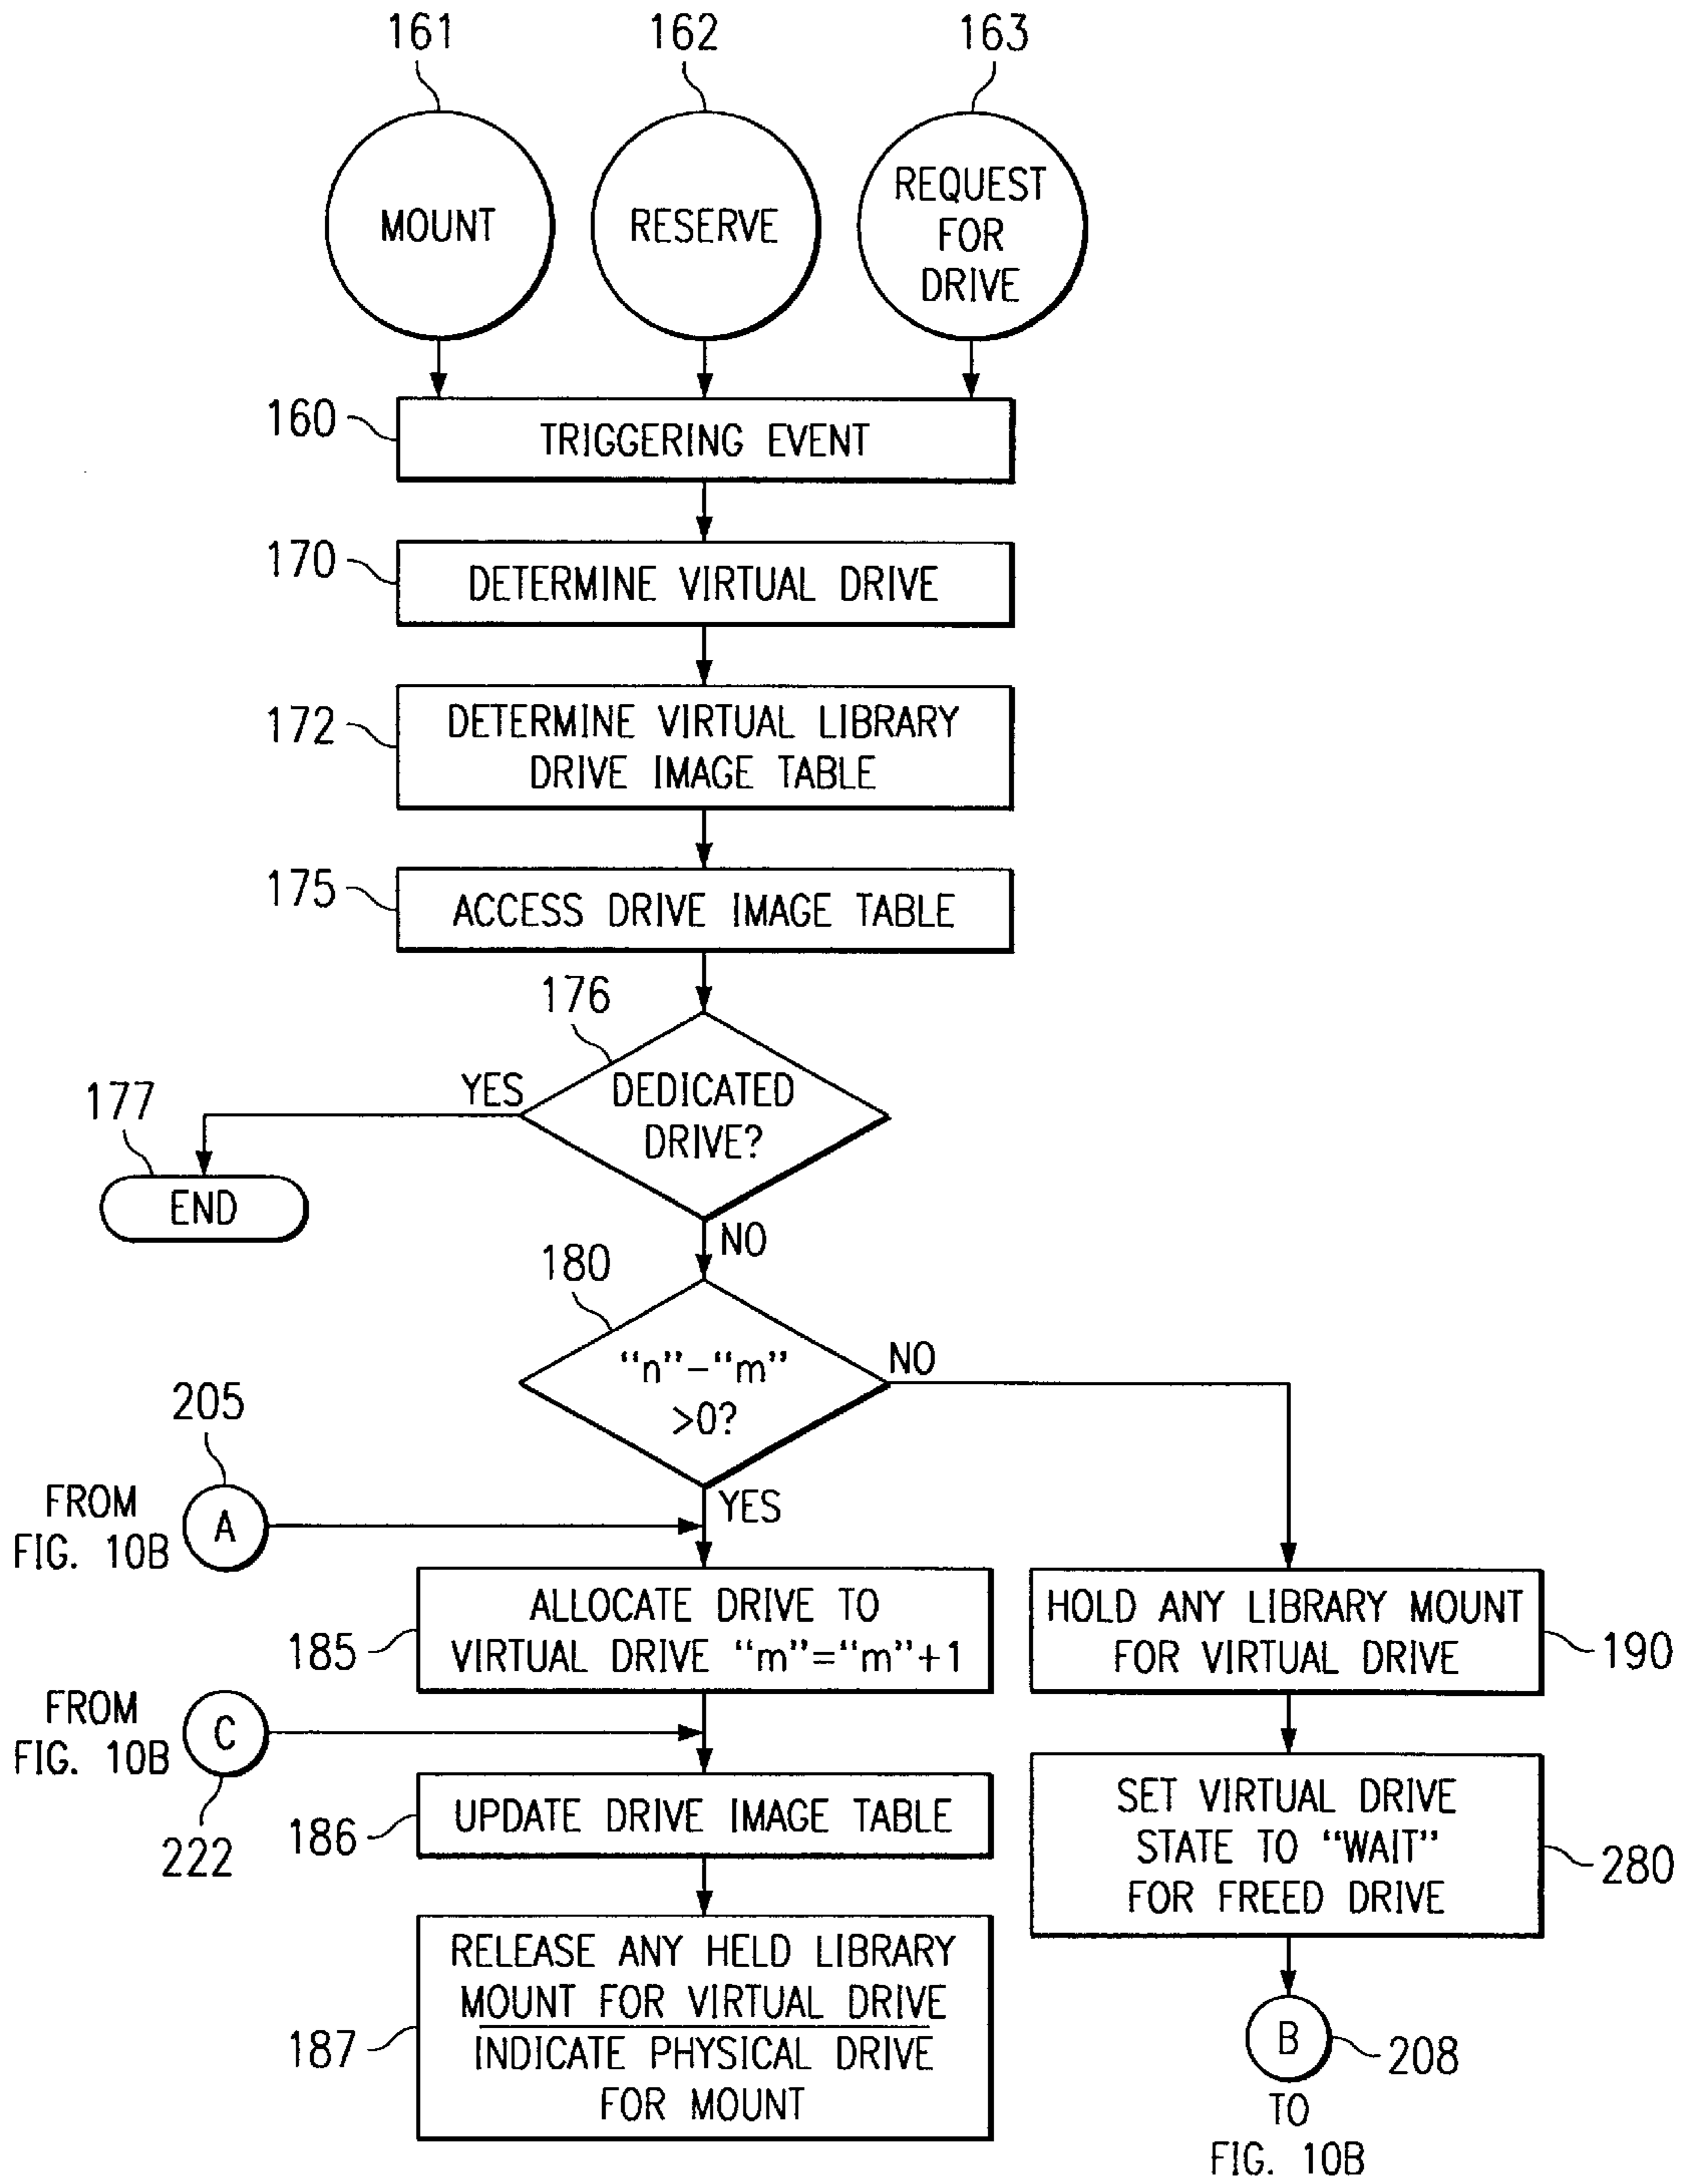 161
162
163
MOUNT
RESERVE
REQUEST
FOR
DRIVE
160
TRIGGERING EVENT
170
DETERMINE VIRTUAL DRIVE
172
DETERMINE VIRTUAL LIBRARY
DRIVE IMAGE TABLE
175
ACCESS DRIVE IMAGE TABLE
176
DEDICATED
DRIVE?
YES
177
END
NO
180
“n”–“m”
>0?
NO
YES
205
FROM
FIG. 10B
A
185
ALLOCATE DRIVE TO
VIRTUAL DRIVE “m”=“m”+1
HOLD ANY LIBRARY MOUNT
FOR VIRTUAL DRIVE
190
FROM
FIG. 10B
C
222
186
UPDATE DRIVE IMAGE TABLE
SET VIRTUAL DRIVE
STATE TO “WAIT”
FOR FREED DRIVE
280
187
RELEASE ANY HELD LIBRARY
MOUNT FOR VIRTUAL DRIVE
INDICATE PHYSICAL DRIVE
FOR MOUNT
B
208
TO
FIG. 10B